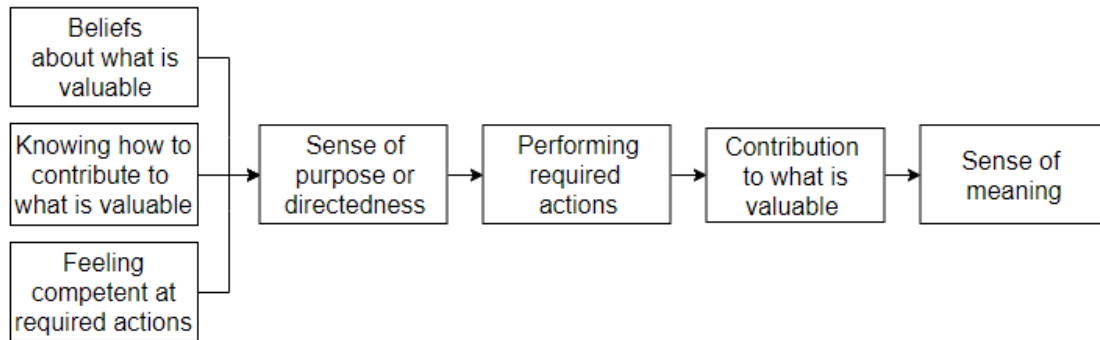 Beliefs
about what is
valuable
Knowing how to
contribute to
what is valuable
Feeling
competent at
required actions
Sense of
purpose or
directedness
Performing
required
actions
Contribution
to what is
valuable
Sense of
meaning